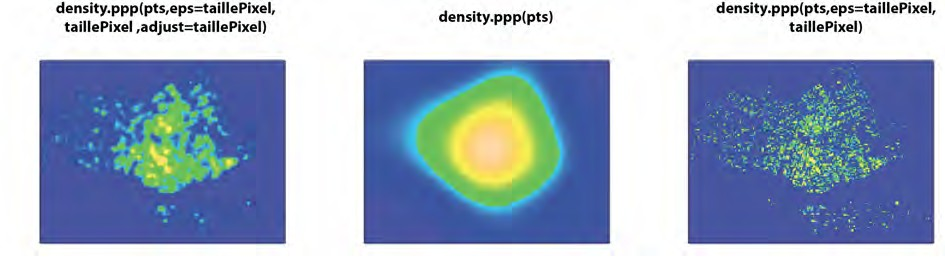 density.ppp(pts,eps=taillePixel,
taillePixel ,adjust=taillePixel)
density.ppp(pts)
density.ppp(pts,eps=taillePixel,
taillePixel)